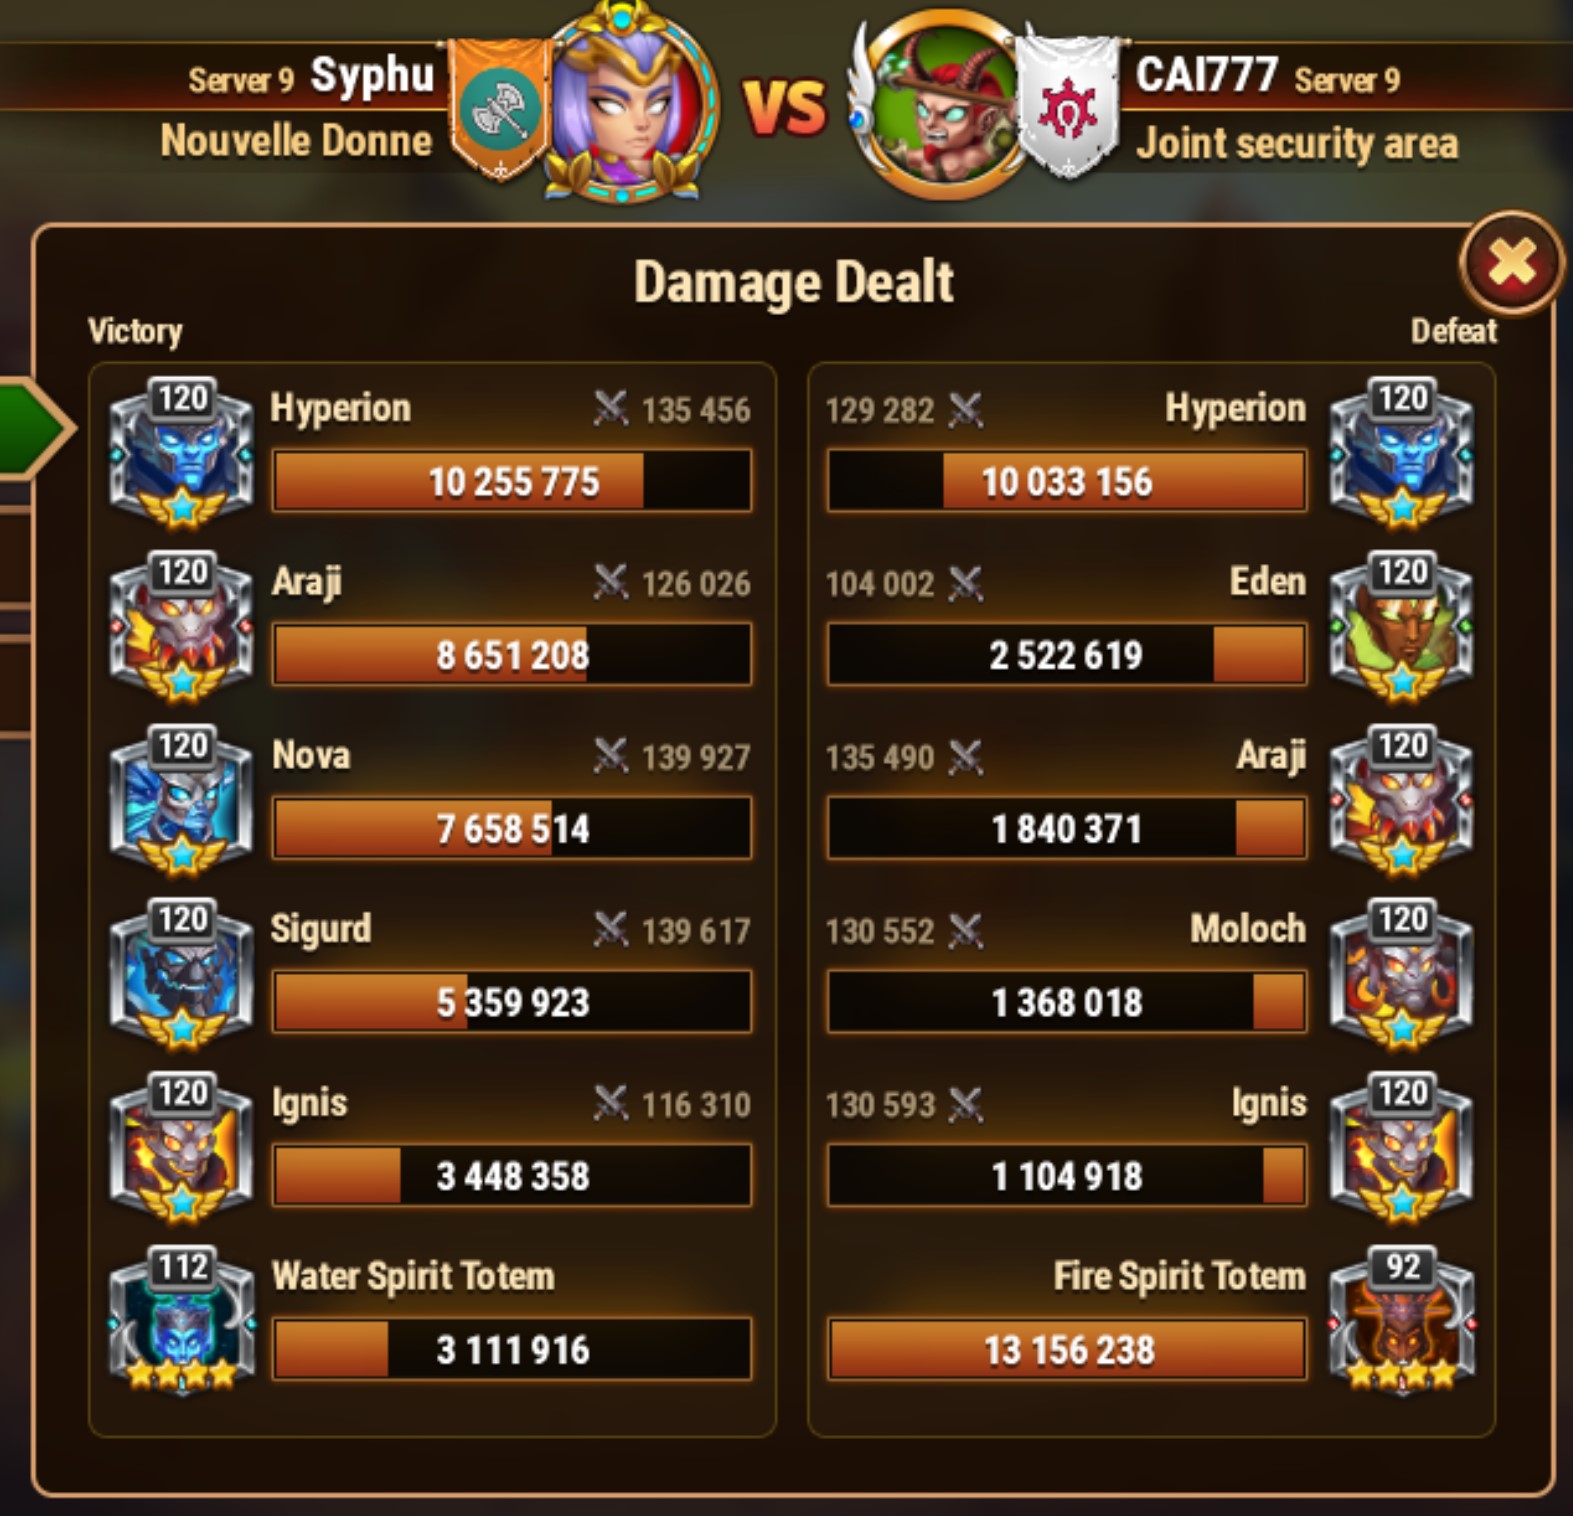 Server 9 Syphu
Nouvelle Donne
VS
CAI777 Server 9
Joint security area
Damage Dealt
Victory
Defeat
120
Hyperion 135 456
10 255 775
129 282 Hyperion
10 033 156
120
120
Araji 126 026
8 651 208
104 002 Eden
2 522 619
120
120
Nova 139 927
7 658 514
135 490 Araji
1 840 371
120
120
Sigurd 139 617
5 359 923
130 552 Moloch
1 368 018
120
120
Ignis 116 310
3 448 358
130 593 Ignis
1 104 918
120
112
Water Spirit Totem
3 111 916
Fire Spirit Totem
13 156 238
92